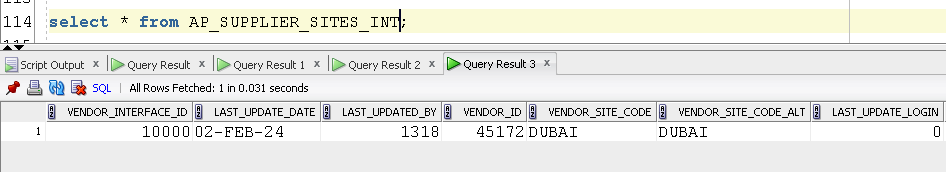 114 select * from AP_SUPPLIER_SITES_INT;
Script Output x Query Result x Query Result 1 x Query Result 2 x Query Result 3 x
SQL | All Rows Fetched: 1 in 0.031 seconds
VENDOR_INTERFACE_ID LAST_UPDATE_DATE LAST_UPDATED_BY VENDOR_ID VENDOR_SITE_CODE VENDOR_SITE_CODE_ALT LAST_UPDATE_LOGIN
1 10000 02-FEB-24 1318 45172 DUBAI DUBAI 0